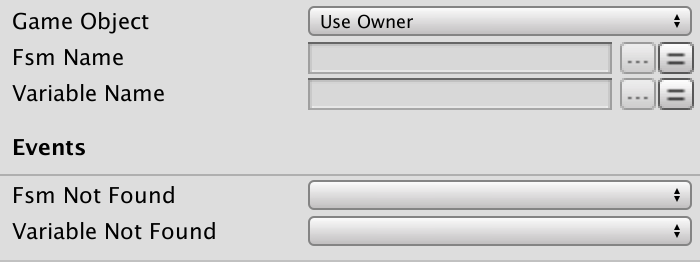 Game Object Use Owner
Fsm Name ... =
Variable Name ... =
Events
Fsm Not Found
Variable Not Found